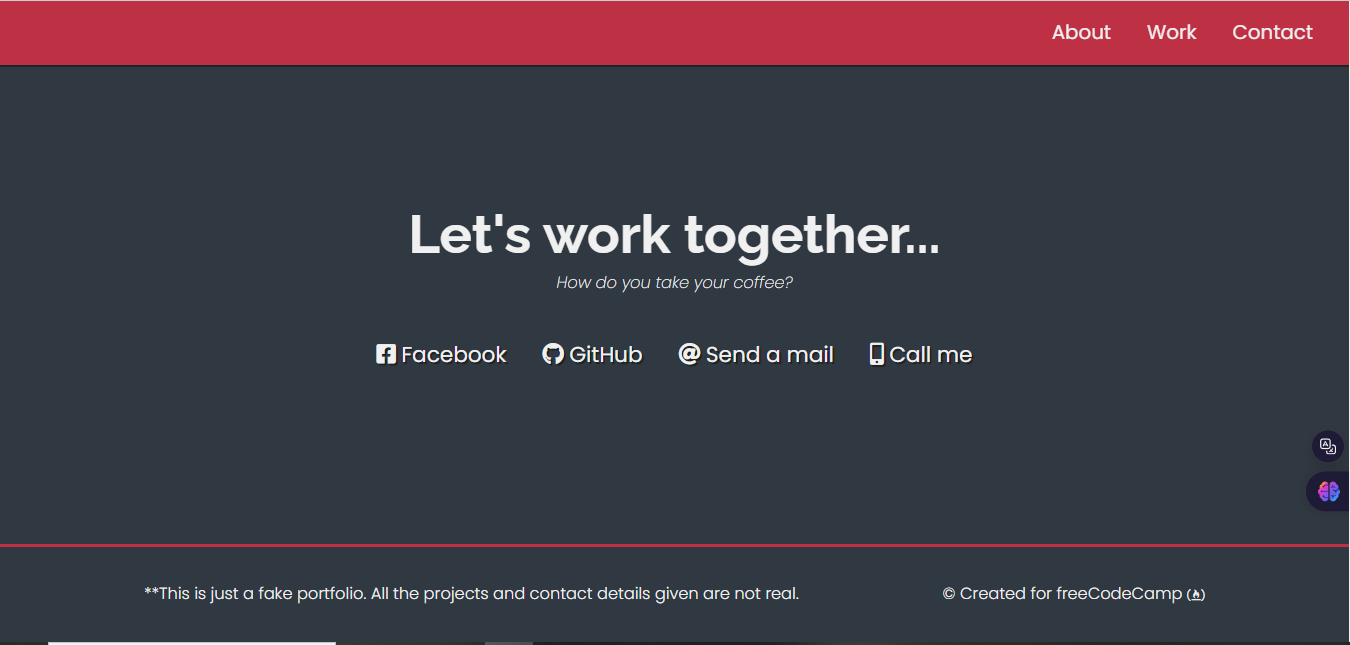 About Work Contact
Let's work together...
How do you take your coffee?
Facebook GitHub @ Send a mail Call me
**This is just a fake portfolio. All the projects and contact details given are not real.
© Created for freeCodeCamp